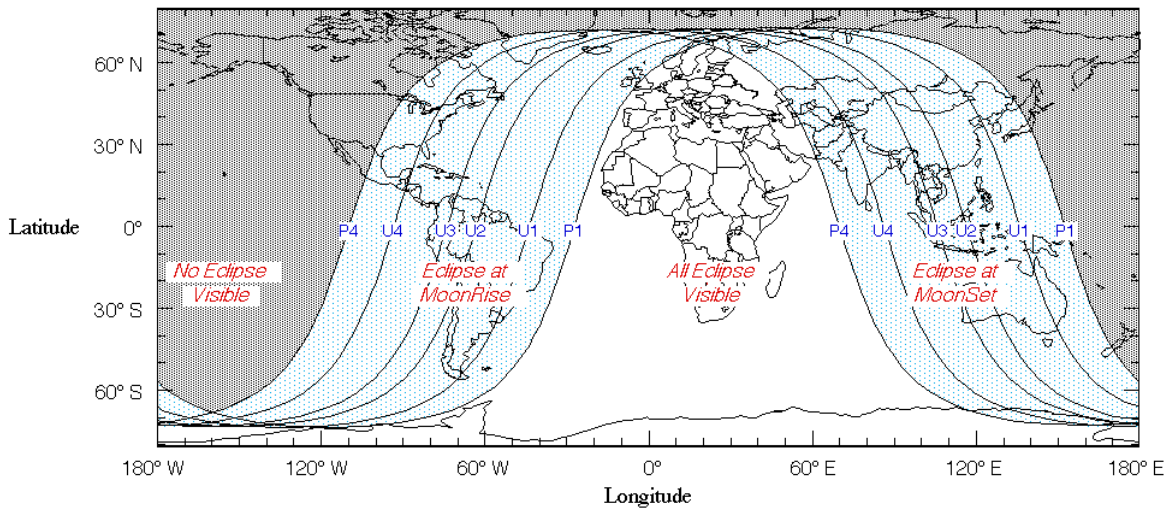 60° N
30° N
Latitude
0°
30° S
60° S
P4 U4 U3 U2 U1 P1 P4 U4 U3 U2 U1 P1
No Eclipse
Visible
Eclipse at
MoonRise
All Eclipse
Visible
Eclipse at
MoonSet
180° W 120° W 60° W 0° 60° E 120° E 180° E
Longitude